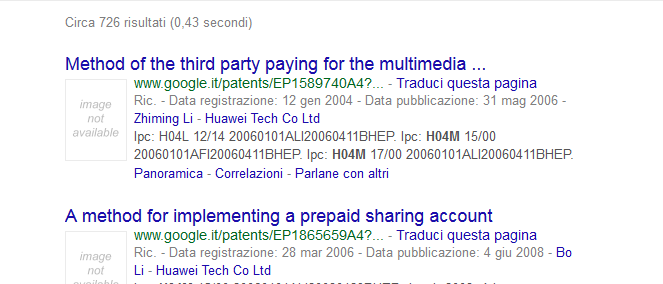 Circa 726 risultati (0,43 secondi)
Method of the third party paying for the multimedia ...
image
not
available
www.google.it/patents/EP1589740A4?... - Traduci questa pagina
Ric. - Data registrazione: 12 gen 2004 - Data pubblicazione: 31 mag 2006 -
Zhiming Li - Huawei Tech Co Ltd
Ipc: H04L 12/14 20060101ALI20060411BHEP. Ipc: H04M 15/00
20060101AFI20060411BHEP. Ipc: H04M 17/00 20060101ALI20060411BHEP.
Panoramica - Correlazioni - Parlane con altri
A method for implementing a prepaid sharing account
image
not
available
www.google.it/patents/EP1865659A4?... - Traduci questa pagina
Ric. - Data registrazione: 28 mar 2006 - Data pubblicazione: 4 giu 2008 - Bo
Li - Huawei Tech Co Ltd